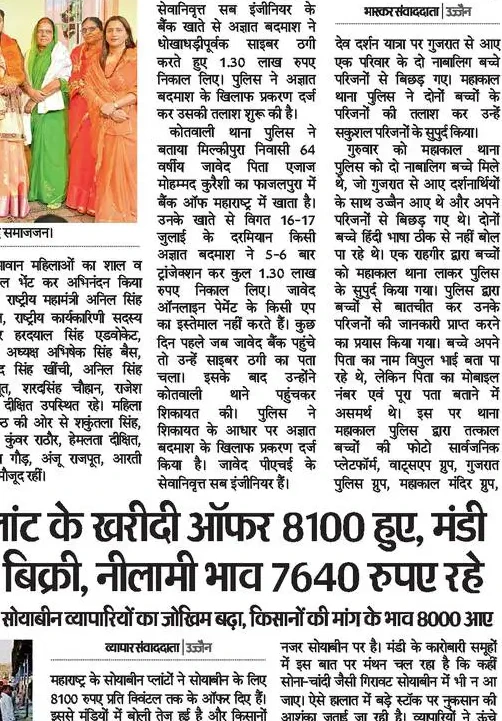 समाजजन।
भावान महिलाओं का शाल व
ल भेंट कर अभिनंदन किया
राष्ट्रीय महामंत्री अनिल सिंह
राष्ट्रीय कार्यकारिणी सदस्य
हरदयाल सिंह एडवोकेट,
अध्यक्ष अभिषेक सिंह बैस,
सिंह खींची, अनिल सिंह
शरदसिंह चौहान, राजेश
दीक्षित उपस्थित रहे। महिला
की ओर से शकुंतला सिंह,
कुंवर राठौर, हेमलता दीक्षित,
गौड़, अंजू राजपूत, आरती
मौजूद रहीं।
सेवानिवृत्त सब इंजीनियर के
बैंक खाते से अज्ञात बदमाश ने
धोखाधड़ीपूर्वक साइबर ठगी
करते हुए 1.30 लाख रुपए
निकाल लिए। पुलिस ने अज्ञात
बदमाश के खिलाफ प्रकरण दर्ज
कर उसकी तलाश शुरू की है।
कोतवाली थाना पुलिस ने
बताया मिल्कीपुरा निवासी 64
वर्षीय जावेद पिता एजाज
मोहम्मद कुरैशी का फाजलपुरा में
बैंक ऑफ महाराष्ट्र में खाता है।
उनके खाते से विगत 16-17
जुलाई के दरमियान किसी
अज्ञात बदमाश ने 5-6 बार
ट्रांजेक्शन कर कुल 1.30 लाख
रुपए निकाल लिए। जावेद
ऑनलाइन पेमेंट के किसी एप
का इस्तेमाल नहीं करते हैं। कुछ
दिन पहले जब जावेद बैंक पहुंचे
तो उन्हें साइबर ठगी का पता
चला। इसके बाद उन्होंने
कोतवाली थाने पहुंचकर
शिकायत की। पुलिस ने
शिकायत के आधार पर अज्ञात
बदमाश के खिलाफ प्रकरण दर्ज
किया है। जावेद पीएचई के
सेवानिवृत्त सब इंजीनियर हैं।
भास्कर संवाददाता | उज्जैन
देव दर्शन यात्रा पर गुजरात से आए
एक परिवार के दो नाबालिग बच्चे
परिजनों से बिछड़ गए। महाकाल
थाना पुलिस ने दोनों बच्चों के
परिजनों की तलाश कर उन्हें
सकुशल परिजनों के सुपुर्द किया।
गुरुवार को महाकाल थाना
पुलिस को दो नाबालिग बच्चे मिले
थे, जो गुजरात से आए दर्शनार्थियों
के साथ उज्जैन आए थे और अपने
परिजनों से बिछड़ गए थे। दोनों
बच्चे हिंदी भाषा ठीक से नहीं बोल
पा रहे थे। एक राहगीर द्वारा बच्चों
को महाकाल थाना लाकर पुलिस
के सुपुर्द किया गया। पुलिस द्वारा
बच्चों से बातचीत कर उनके
परिजनों की जानकारी प्राप्त करने
का प्रयास किया गया। बच्चे अपने
पिता का नाम विपुल भाई बता पा
रहे थे, लेकिन पिता का मोबाइल
नंबर एवं पूरा पता बताने में
असमर्थ थे। इस पर थाना
महाकाल पुलिस द्वारा तत्काल
बच्चों की फोटो सार्वजनिक
प्लेटफॉर्म, वाट्सएप ग्रुप, गुजरात
पुलिस ग्रुप, महाकाल मंदिर ग्रुप,
लांट के खरीदी ऑफर 8100 हुए, मंडी
बिक्री, नीलामी भाव 7640 रुपए रहे
सोयाबीन व्यापारियों का जोखिम बढ़ा, किसानों की मांग के भाव 8000 आए
व्यापार संवाददाता | उज्जैन
महाराष्ट्र के सोयाबीन प्लांटों ने सोयाबीन के लिए
8100 रुपए प्रति क्विंटल तक के ऑफर दिए हैं।
इससे मंडियों में बोली तेज हुई है और किसानों
नजर सोयाबीन पर है। मंडी के कारोबारी समूहों
में इस बात पर मंथन चल रहा है कि कहीं
सोना-चांदी जैसी गिरावट सोयाबीन में भी न आ
जाए। ऐसे हालात में बड़े स्टॉक पर नुकसान की
आशंका जताई जा रही है। व्यापारियों ने